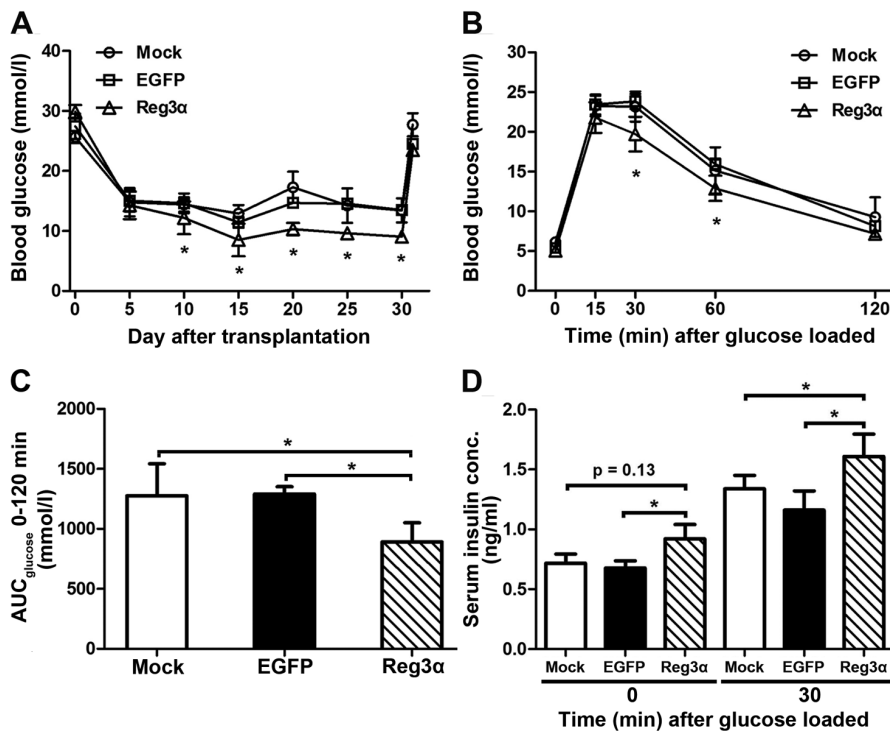 A
Mock
EGFP
Reg3α
Blood glucose (mmol/l)
40
30
20
10
0
* * * * *
0 5 10 15 20 25 30
Day after transplantation
B
Mock
EGFP
Reg3α
Blood glucose (mmol/l)
30
25
20
15
10
5
0
*
*
0 15 30 60 120
Time (min) after glucose loaded
C
AUCglucose 0-120 min
(mmol/l)
2000
1500
1000
500
0
*
*
Mock EGFP Reg3α
D
Serum insulin conc.
(ng/ml)
2.0
1.5
1.0
0.5
0.0
*
*
p = 0.13
*
Mock EGFP Reg3α Mock EGFP Reg3α
0 30
Time (min) after glucose loaded